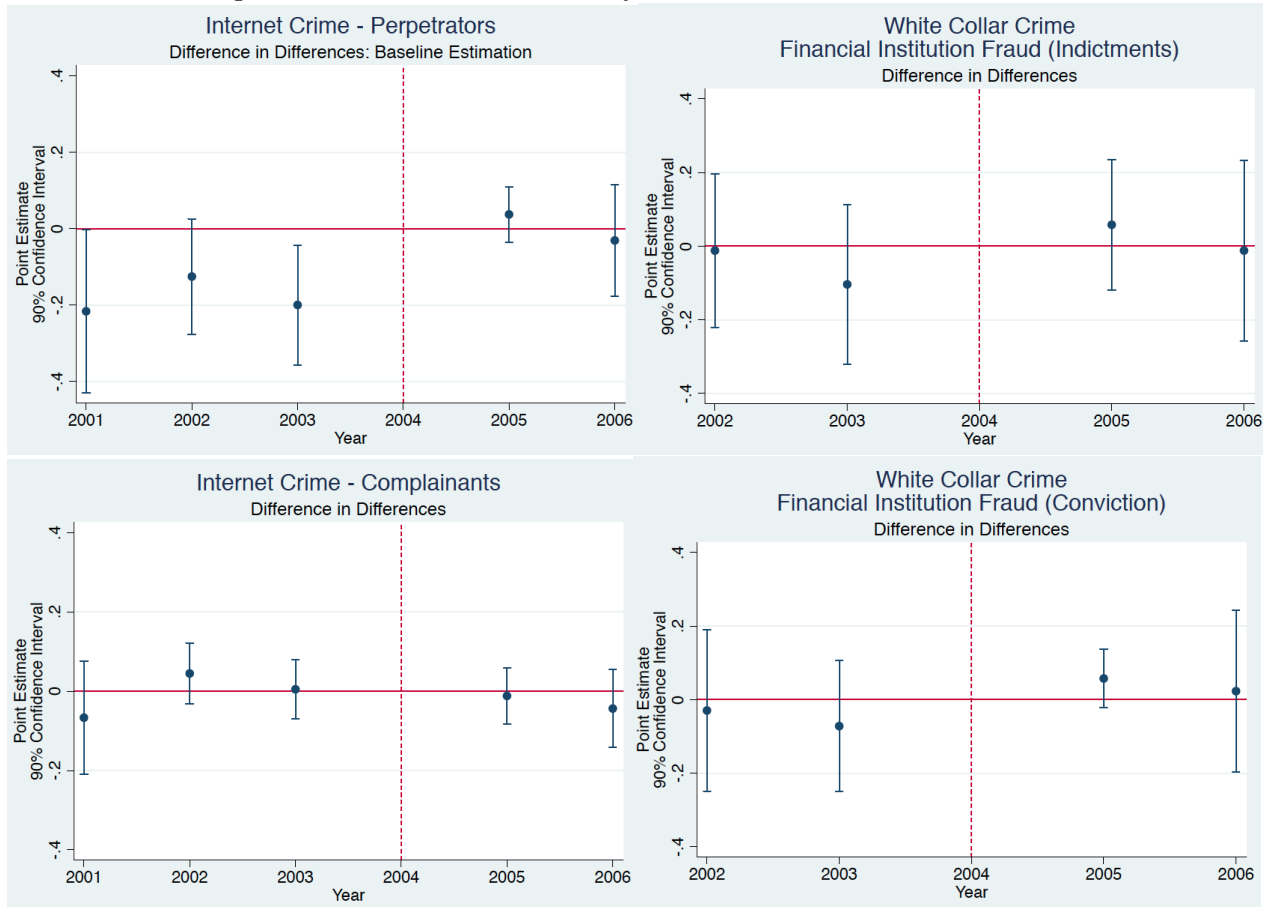 Internet Crime - Perpetrators
Difference in Differences: Baseline Estimation
Point Estimate
90% Confidence Interval
.4
.2
0
-.2
-.4
2001 2002 2003 2004 2005 2006
Year
White Collar Crime
Financial Institution Fraud (Indictments)
Difference in Differences
Point Estimate
90% Confidence Interval
.4
.2
0
-.2
-.4
2002 2003 2004 2005 2006
Year
Internet Crime - Complainants
Difference in Differences
Point Estimate
90% Confidence Interval
.4
.2
0
-.2
-.4
2001 2002 2003 2004 2005 2006
Year
White Collar Crime
Financial Institution Fraud (Conviction)
Difference in Differences
Point Estimate
90% Confidence Interval
.4
.2
0
-.2
-.4
2002 2003 2004 2005 2006
Year